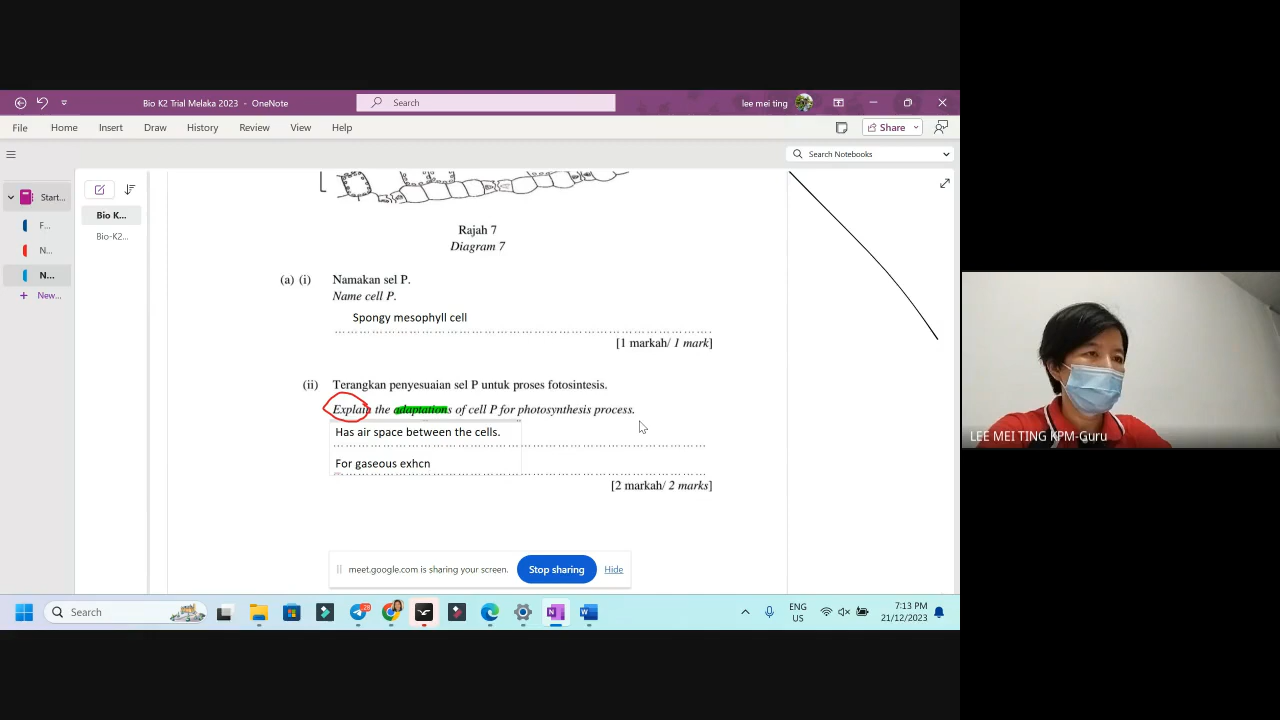 Bio K2 Trial Melaka 2023 - OneNote
Search
lee mei ting
File Home Insert Draw History Review View Help
Share
Search Notebooks
Start...
Bio K...
F...
Bio-K2...
N...
N...
New...
Rajah 7
Diagram 7
(a) (i) Namakan sel P.
Name cell P.
Spongy mesophyll cell
[1 markah/ 1 mark]
(ii) Terangkan penyesuaian sel P untuk proses fotosintesis.
Explain the adaptations of cell P for photosynthesis process.
Has air space between the cells.
For gaseous exhcn
[2 markah/ 2 marks]
LEE MEI TING KPM-Guru
meet.google.com is sharing your screen.
Stop sharing
Hide
Search
28
ENG
US
7:13 PM
21/12/2023